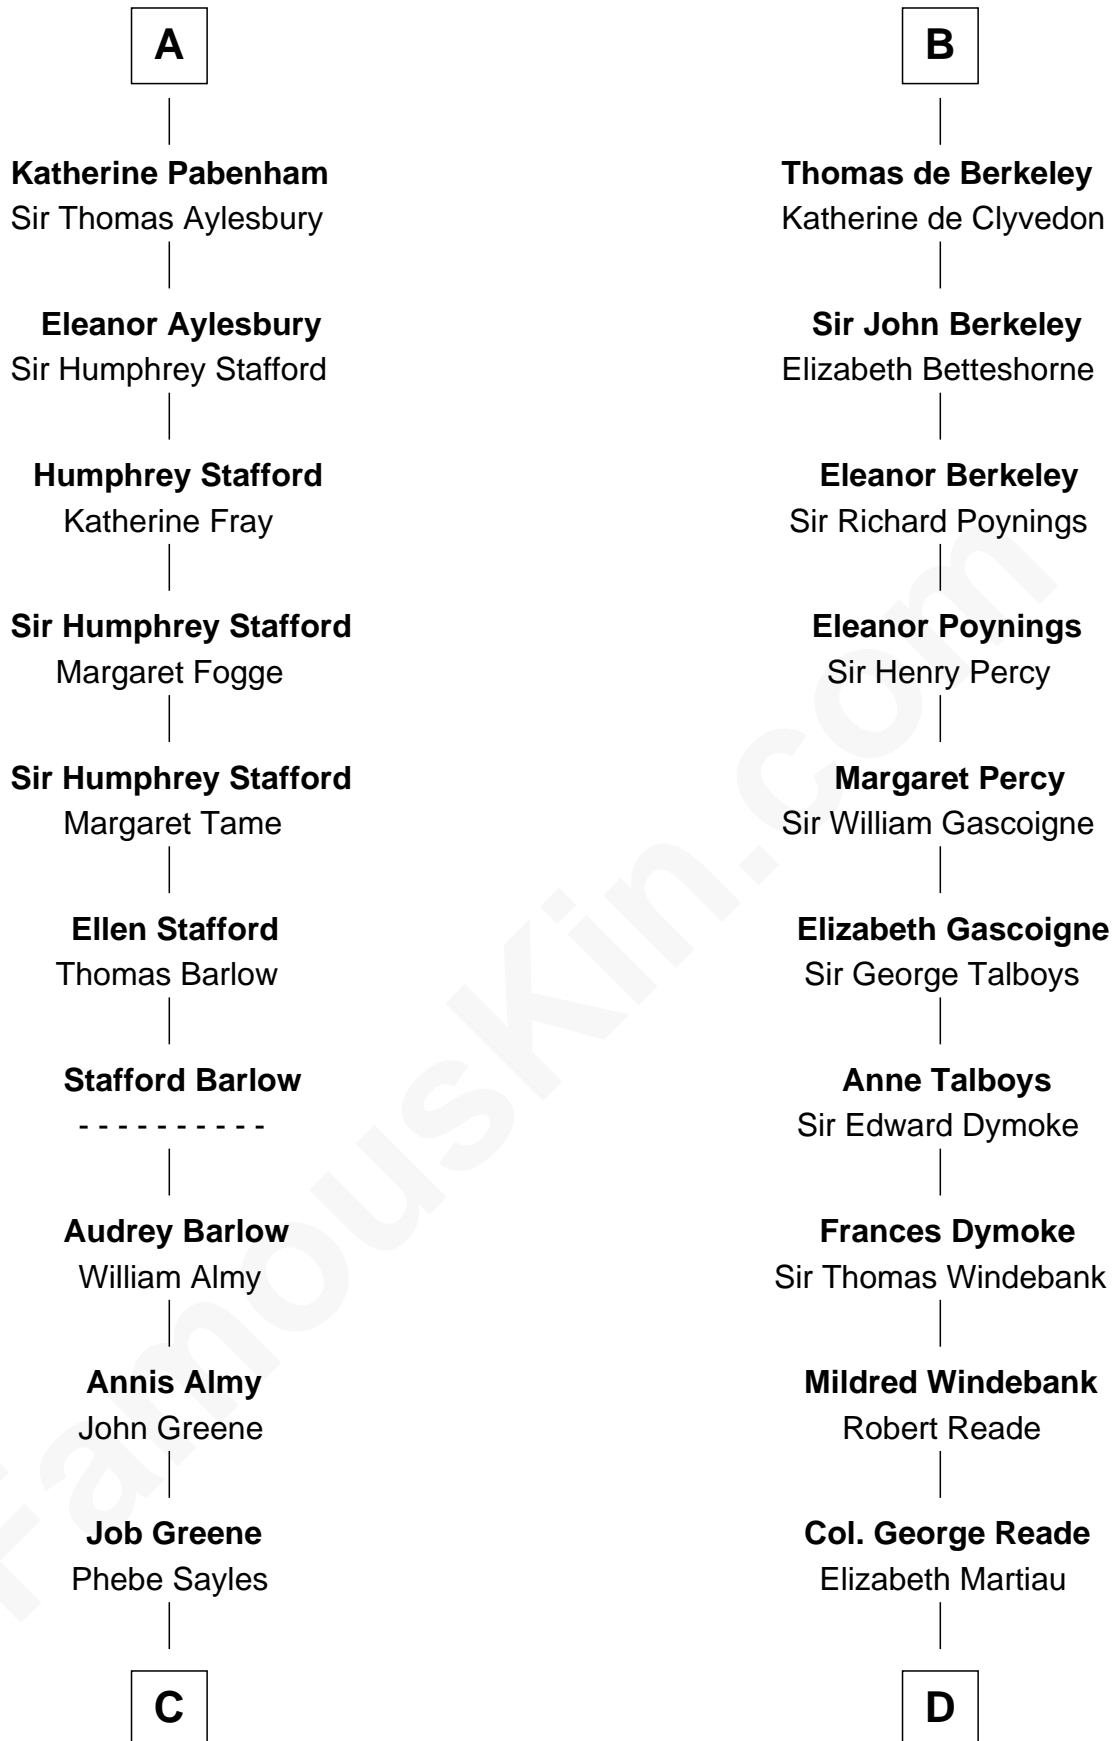 A
Katherine Pabenham
Sir Thomas Aylesbury
Eleanor Aylesbury
Sir Humphrey Stafford
Humphrey Stafford
Katherine Fray
Sir Humphrey Stafford
Margaret Fogge
Sir Humphrey Stafford
Margaret Tame
Ellen Stafford
Thomas Barlow
Stafford Barlow
- - - - - - - - - -
Audrey Barlow
William Almy
Annis Almy
John Greene
Job Greene
Phebe Sayles
C
B
Thomas de Berkeley
Katherine de Clyvedon
Sir John Berkeley
Elizabeth Betteshorne
Eleanor Berkeley
Sir Richard Poynings
Eleanor Poynings
Sir Henry Percy
Margaret Percy
Sir William Gascoigne
Elizabeth Gascoigne
Sir George Talboys
Anne Talboys
Sir Edward Dymoke
Frances Dymoke
Sir Thomas Windebank
Mildred Windebank
Robert Reade
Col. George Reade
Elizabeth Martiau
D
FamousKin.com